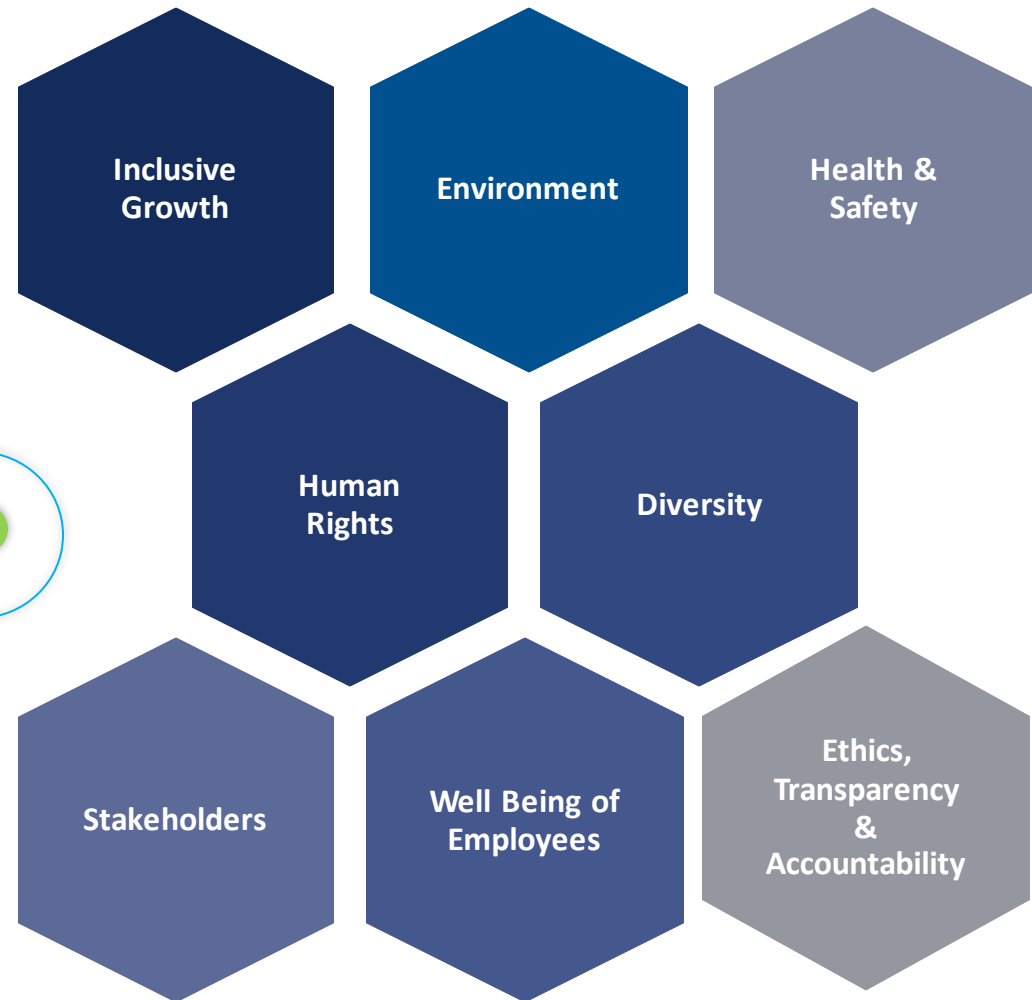 Inclusive
Growth
Environment
Health &
Safety
Human
Rights
Diversity
Stakeholders
Well Being of
Employees
Ethics,
Transparency
&
Accountability